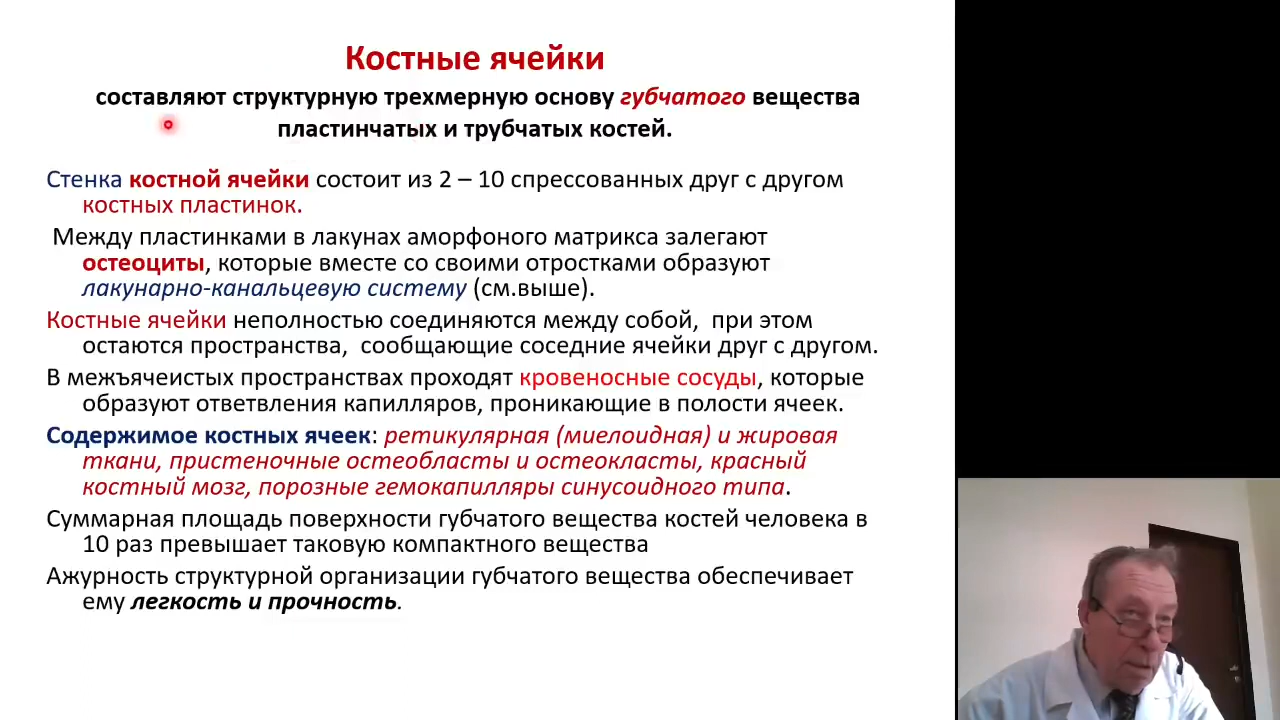 Костные ячейки
составляют структурную трехмерную основу губчатого вещества
пластинчатых и трубчатых костей.
Стенка костной ячейки состоит из 2 – 10 спрессованных друг с другом
костных пластинок.
Между пластинками в лакунах аморфоного матрикса залегают
остеоциты, которые вместе со своими отростками образуют
лакунарно-канальцевую систему (см.выше).
Костные ячейки неполностью соединяются между собой, при этом
остаются пространства, сообщающие соседние ячейки друг с другом.
В межъячеистых пространствах проходят кровеносные сосуды, которые
образуют ответвления капилляров, проникающие в полости ячеек.
Содержимое костных ячеек: ретикулярная (миелоидная) и жировая
ткани, пристеночные остеобласты и остеокласты, красный
костный мозг, порозные гемокапилляры синусоидного типа.
Суммарная площадь поверхности губчатого вещества костей человека в
10 раз превышает таковую компактного вещества
Ажурность структурной организации губчатого вещества обеспечивает
ему легкость и прочность.